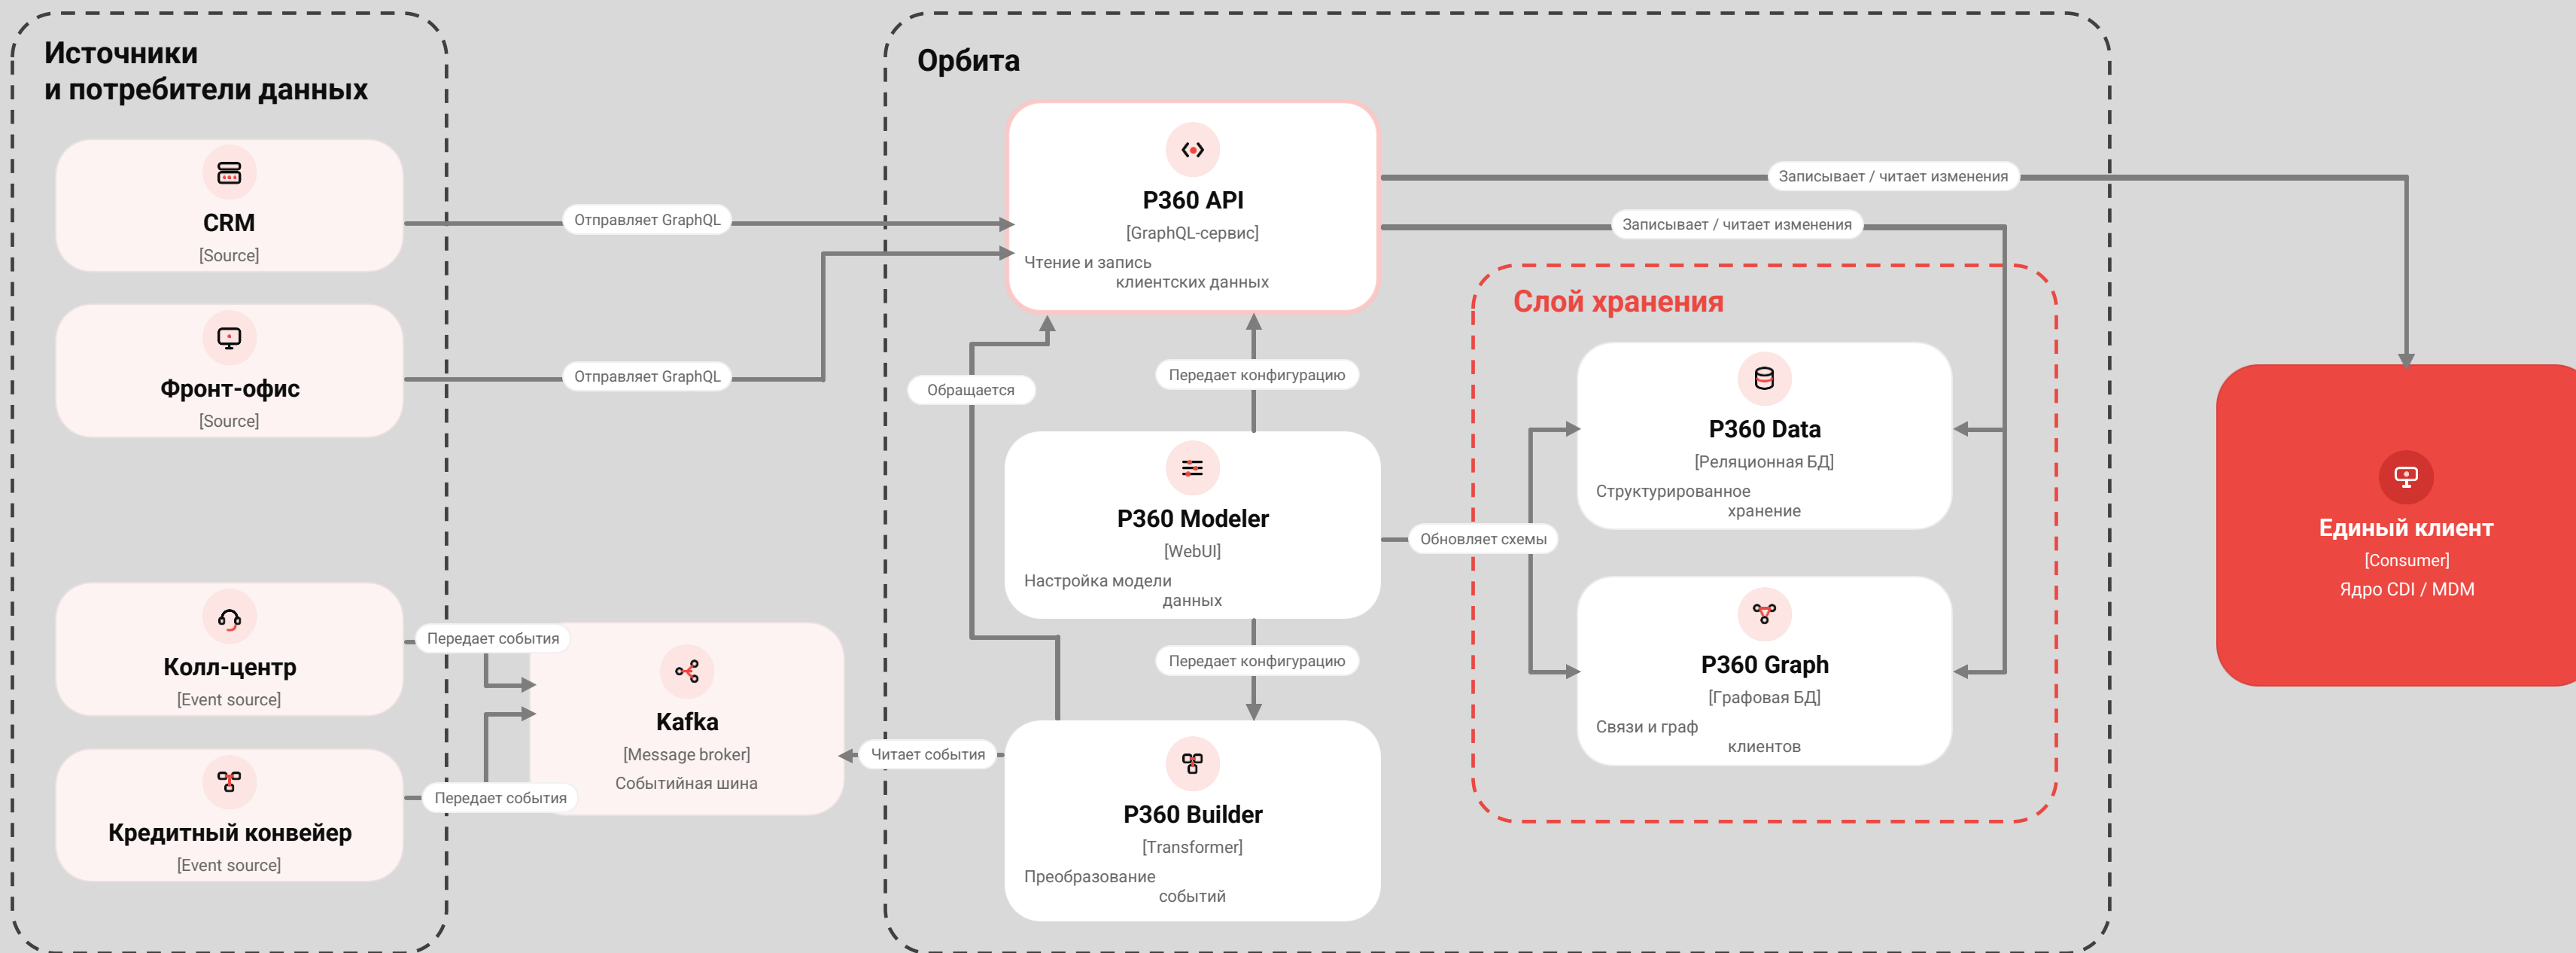 Источники
и потребители данных
CRM
[Source]
Отправляет GraphQL
Фронт-офис
[Source]
Отправляет GraphQL
Колл-центр
[Event source]
Передает события
Кредитный конвейер
[Event source]
Передает события
Kafka
[Message broker]
Событийная шина
Читает события
Орбита
P360 API
[GraphQL-сервис]
Чтение и запись
клиентских данных
Записывает / читает изменения
Записывает / читает изменения
Обращается
Передает конфигурацию
P360 Modeler
[WebUI]
Настройка модели
данных
Обновляет схемы
Передает конфигурацию
P360 Builder
[Transformer]
Преобразование
событий
Слой хранения
P360 Data
[Реляционная БД]
Структурированное
хранение
P360 Graph
[Графовая БД]
Связи и граф
клиентов
Единый клиент
[Consumer]
Ядро CDI / MDM